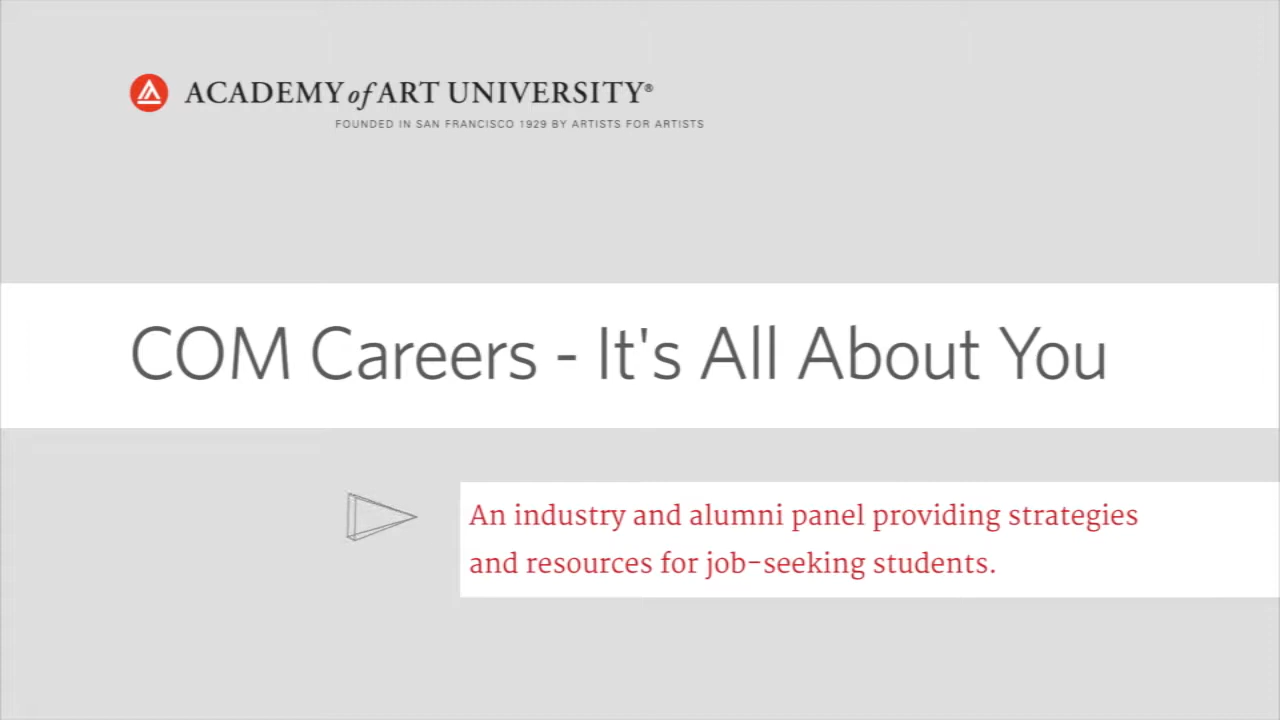 ACADEMY of ART UNIVERSITY®
FOUNDED IN SAN FRANCISCO 1929 BY ARTISTS FOR ARTISTS
COM Careers - It's All About You
An industry and alumni panel providing strategies
and resources for job-seeking students.